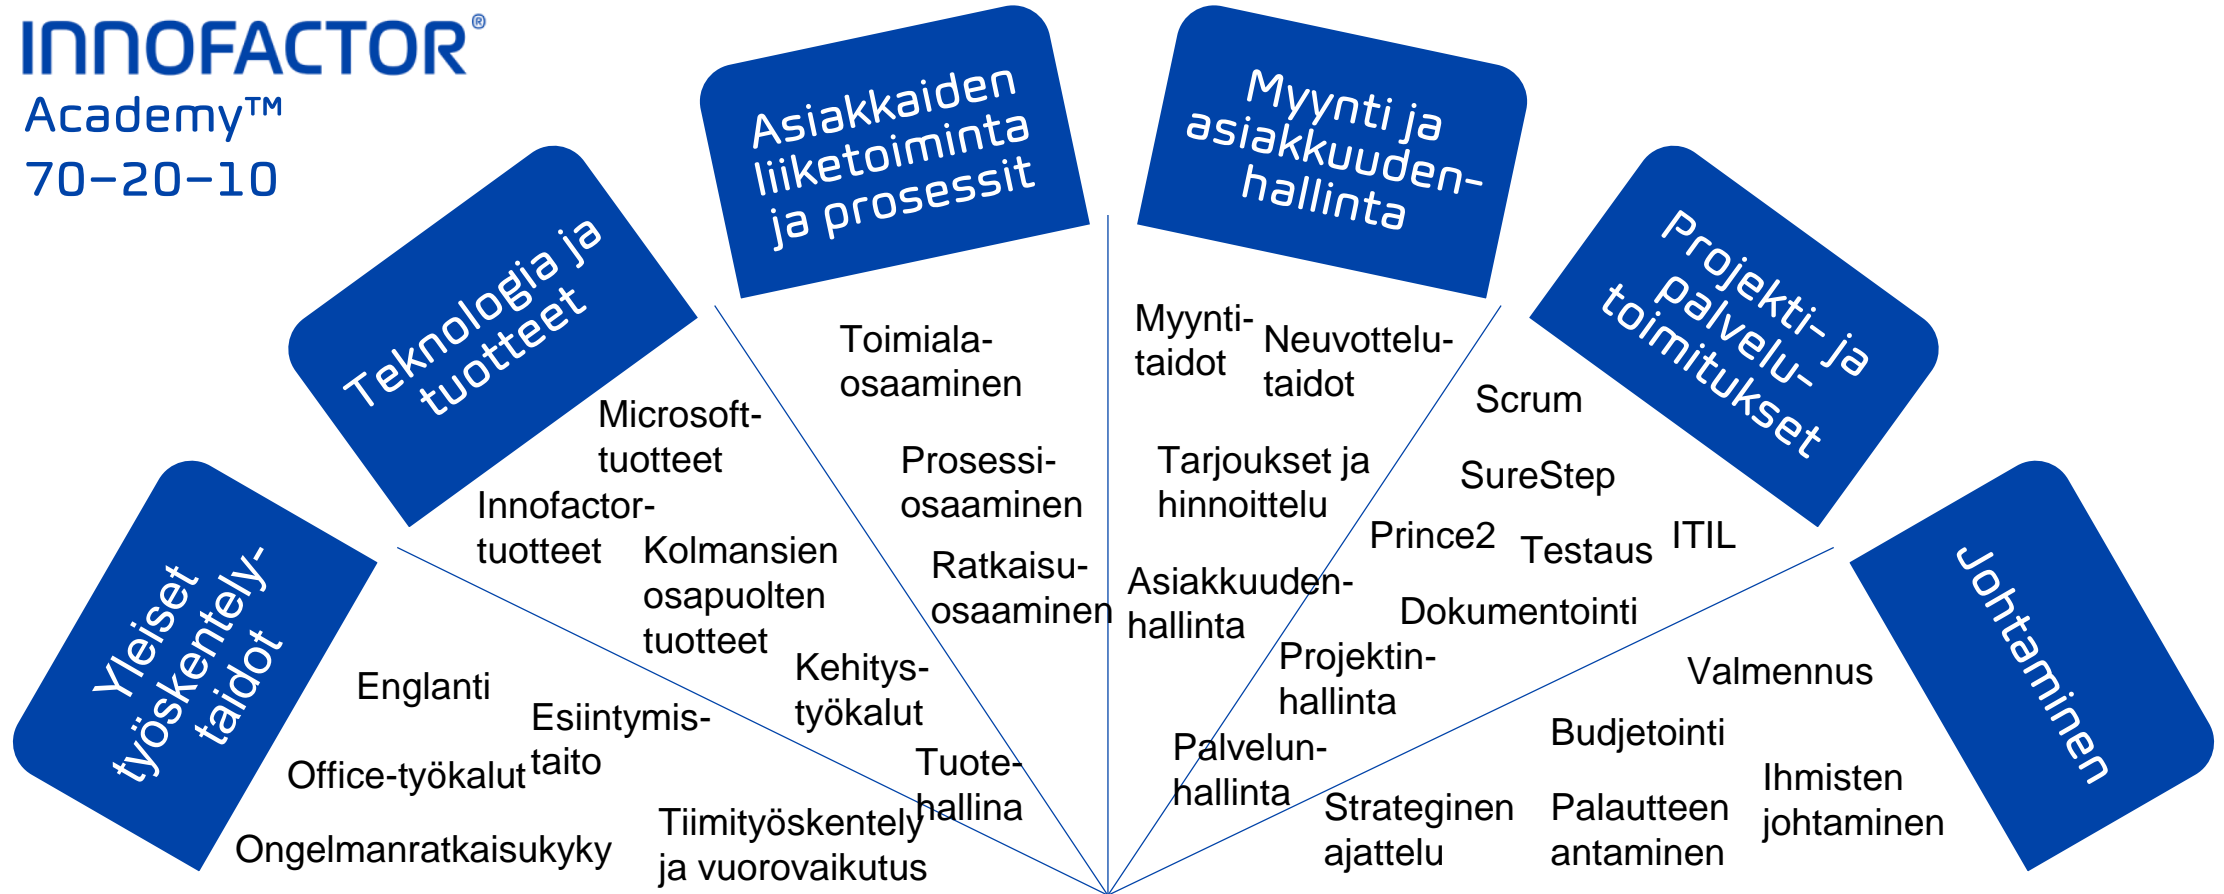 INNOFACTOR®
Academy™
70-20-10
Yleiset
työskentely-
taidot
Englanti
Esiintymis-
taito
Office-työkalut
Ongelmanratkaisukyky
Tiimityöskentely
ja vuorovaikutus
Teknologia ja
tuotteet
Microsoft-
tuotteet
Innofactor-
tuotteet
Kolmansien
osapuolten
tuotteet
Kehitys-
työkalut
Tuote-
hallina
Asiakkaiden
liiketoiminta
ja prosessit
Toimiala-
osaaminen
Prosessi-
osaaminen
Ratkaisu-
osaaminen
Myynti ja
asiakkuuden-
hallinta
Myynti-
taidot
Neuvottelu-
taidot
Tarjoukset ja
hinnoittelu
Asiakkuuden-
hallinta
Projekti- ja
palvelu-
toimitukset
Scrum
SureStep
Prince2
Testaus
ITIL
Dokumentointi
Projektin-
hallinta
Palvelun-
hallinta
Johtaminen
Valmennus
Budjetointi
Ihmisten
johtaminen
Strateginen
ajattelu
Palautteen
antaminen